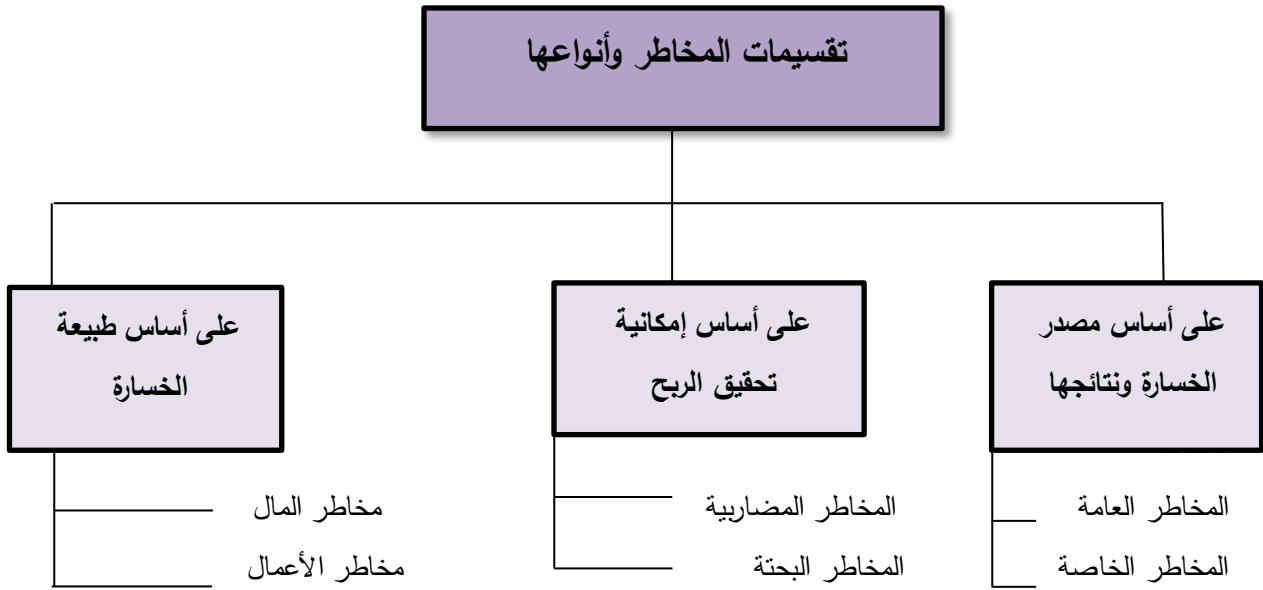 تقسيمات المخاطر وأنواعها
على أساس مصدر
الخسارة ونتائجها
المخاطر العامة
المخاطر الخاصة
على أساس إمكانية
تحقيق الربح
المخاطر المضاربية
المخاطر البحتة
على أساس طبيعة
الخسارة
مخاطر المال
مخاطر الأعمال